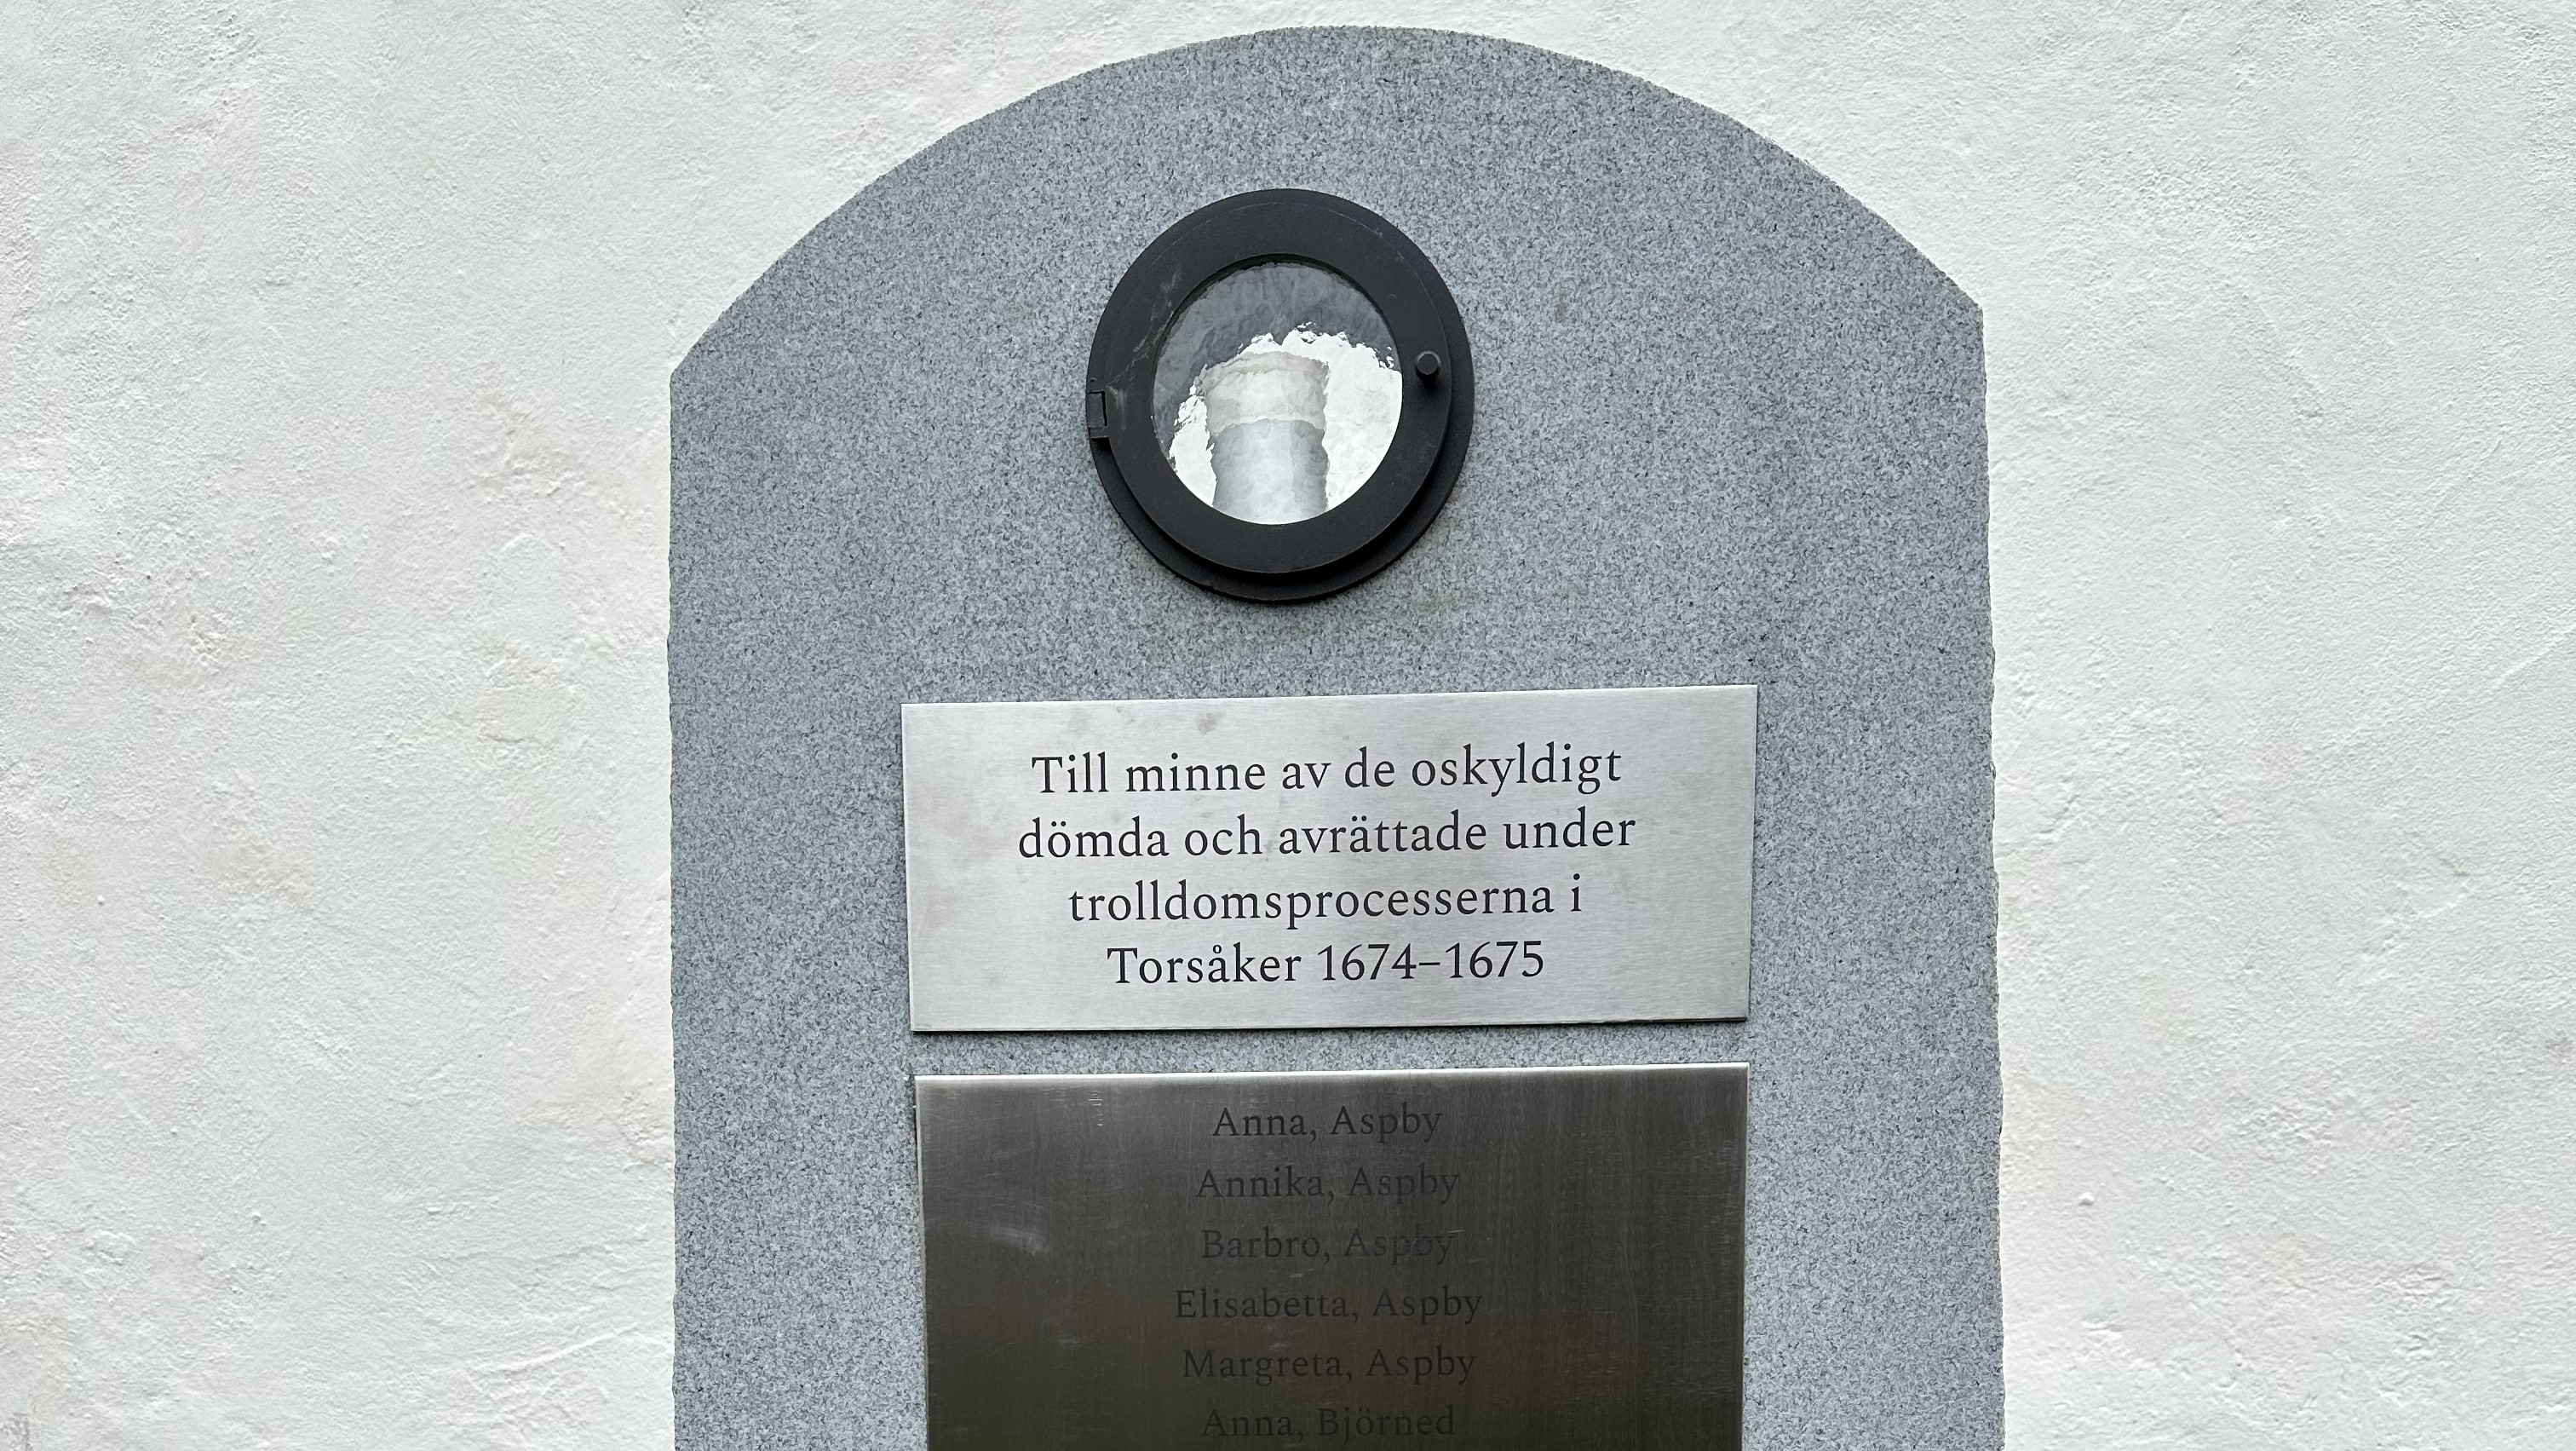 Till minne av de oskyldigt
dömda och avrättade under
trolldomsprocesserna i
Torsåker 1674–1675
Anna, Aspby
Annika, Aspby
Barbro, Aspby
Elisabetta, Aspby
Margreta, Aspby
Anna, Björned